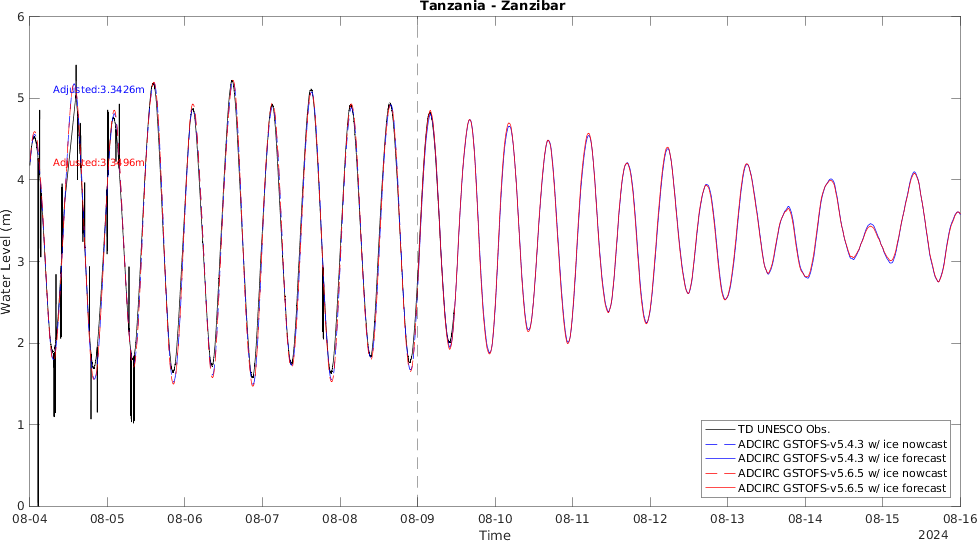 Tanzania - Zanzibar
6
5
4
3
2
1
0
Water Level (m)
Adjusted:3.3426m
Adjusted:3.3496m
TD UNESCO Obs.
ADCIRC GSTOFS-v5.4.3 w/ ice nowcast
ADCIRC GSTOFS-v5.4.3 w/ ice forecast
ADCIRC GSTOFS-v5.6.5 w/ ice nowcast
ADCIRC GSTOFS-v5.6.5 w/ ice forecast
08-04 08-05 08-06 08-07 08-08 08-09 08-10 08-11 08-12 08-13 08-14 08-15 08-16
Time
2024